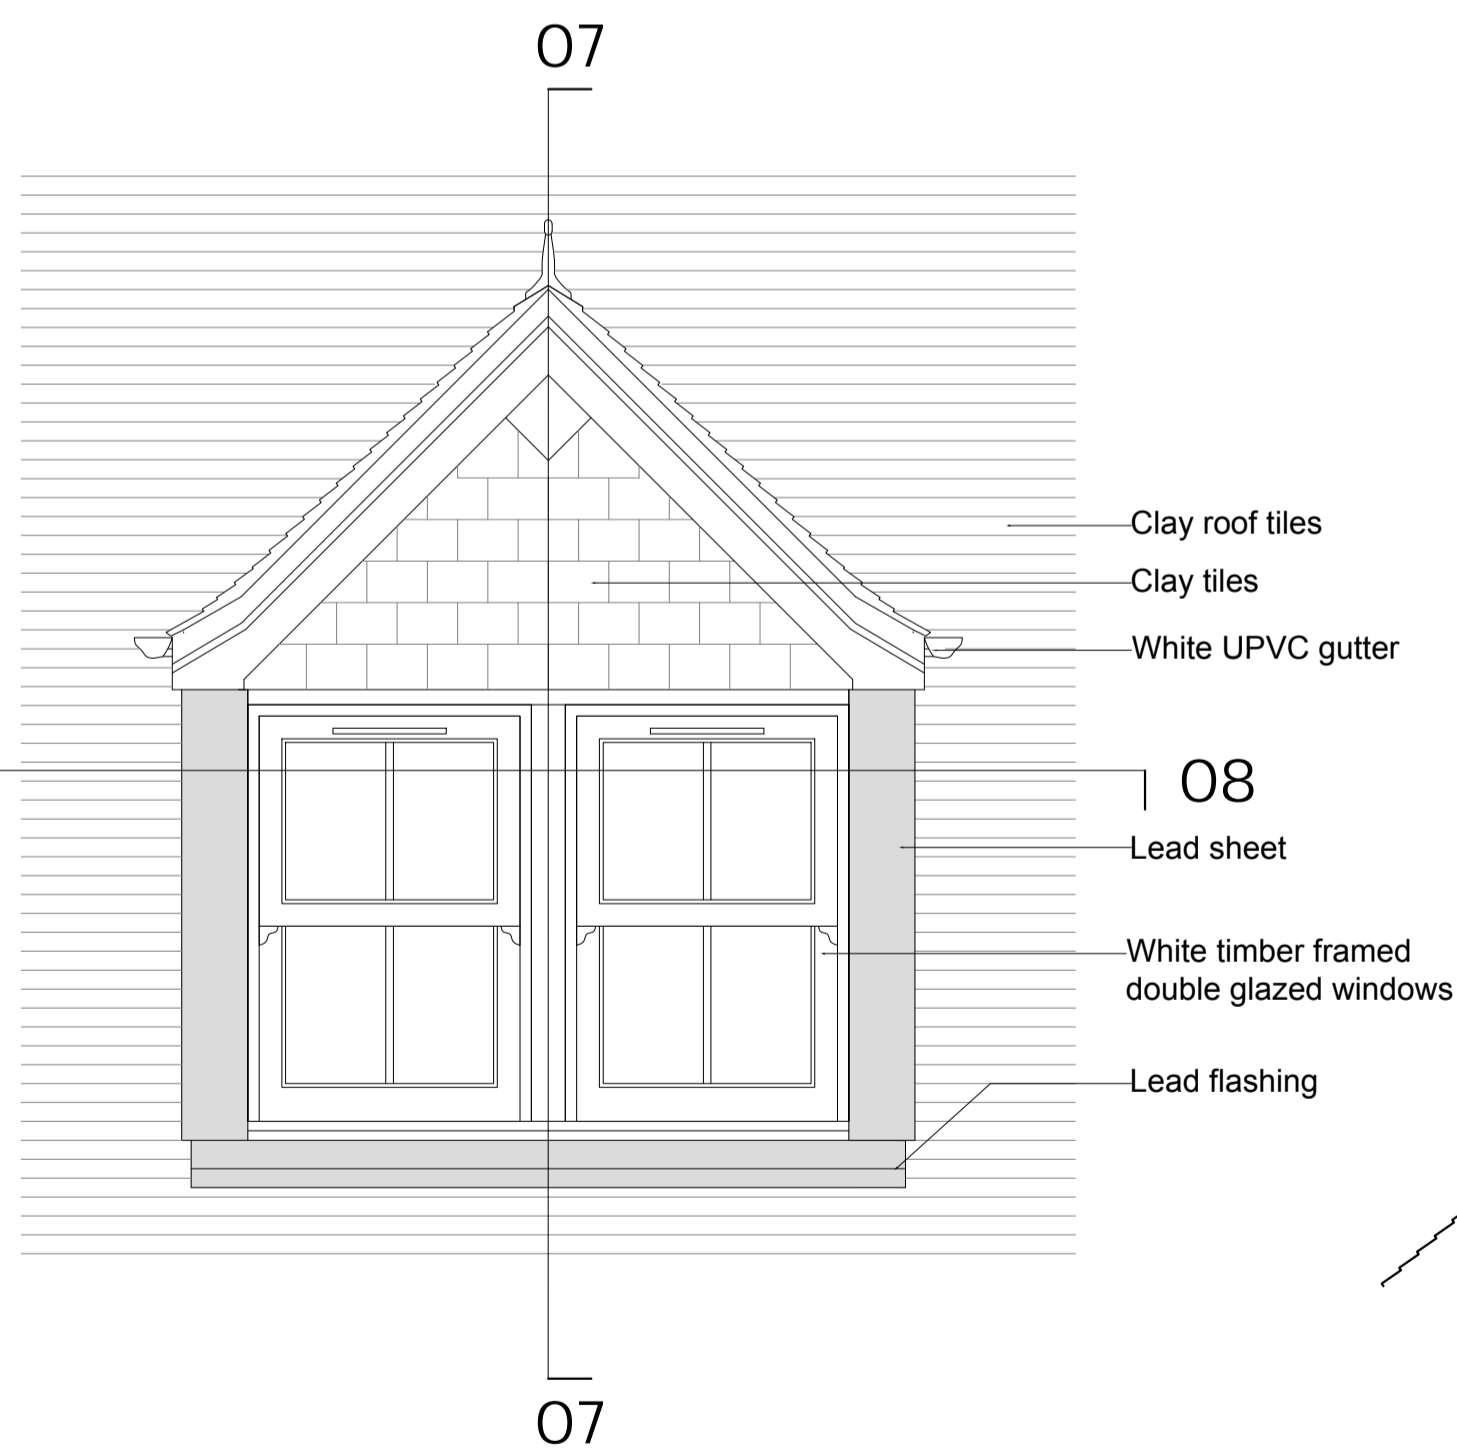 07
Clay roof tiles
Clay tiles
White UPVC gutter
08
Lead sheet
White timber framed
double glazed windows
Lead flashing
07